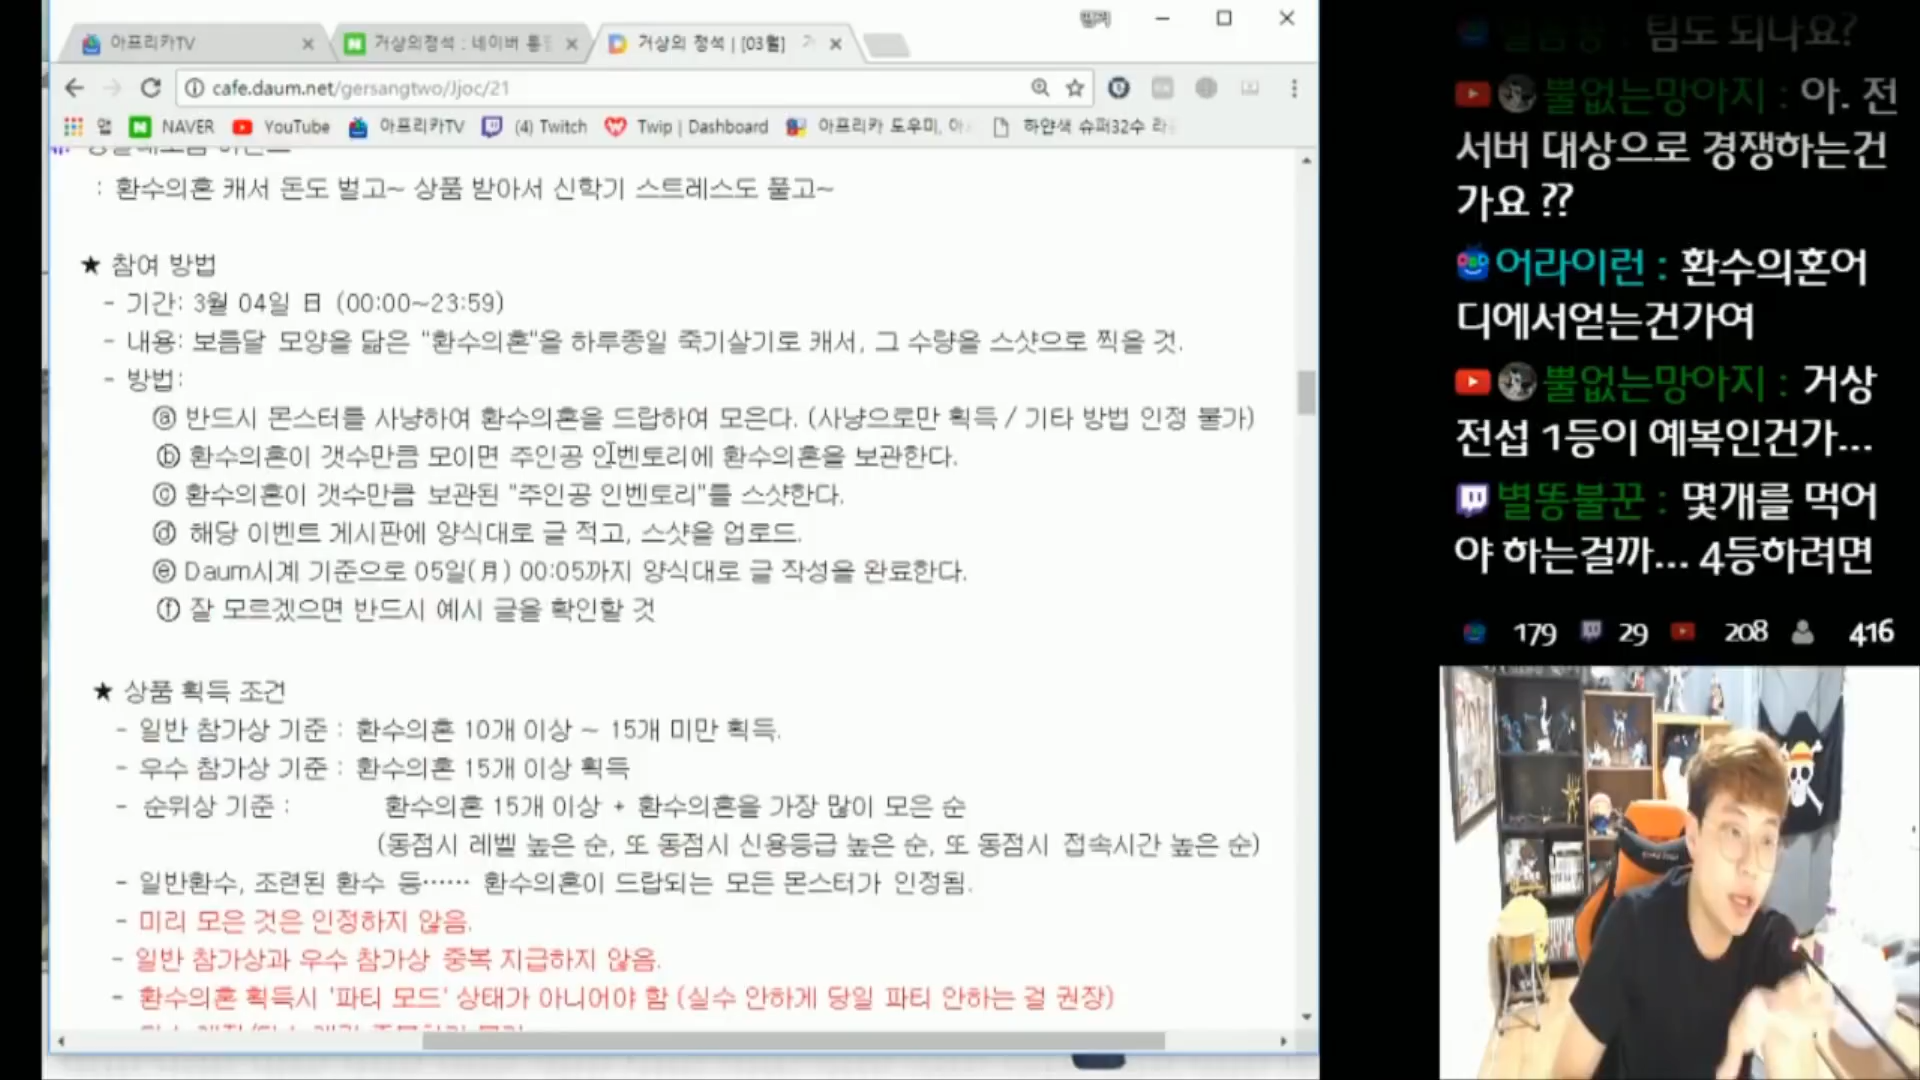 아프리카TV
거상의정석 : 네이버 통
거상의 정석 | [03월]
cafe.daum.net/gersangtwo/Jjoc/21
앱 NAVER YouTube 아프리카TV (4) Twitch Twip | Dashboard 아프리카 도우미, 하얀색 슈퍼32수
: 환수의혼 캐서 돈도 벌고~ 상품 받아서 신학기 스트레스도 풀고~
★ 참여 방법
- 기간: 3월 04일 日 (00:00~23:59)
- 내용: 보름달 모양을 닮은 "환수의혼"을 하루종일 죽기살기로 캐서, 그 수량을 스샷으로 찍을 것.
- 방법:
ⓐ 반드시 몬스터를 사냥하여 환수의혼을 드랍하여 모은다. (사냥으로만 획득 / 기타 방법 인정 불가)
ⓑ 환수의혼이 갯수만큼 모이면 주인공 인벤토리에 환수의혼을 보관한다.
ⓒ 환수의혼이 갯수만큼 보관된 "주인공 인벤토리"를 스샷한다.
ⓓ 해당 이벤트 게시판에 양식대로 글 적고, 스샷을 업로드.
ⓔ Daum시계 기준으로 05일(月) 00:05까지 양식대로 글 작성을 완료한다.
ⓕ 잘 모르겠으면 반드시 예시 글을 확인할 것
★ 상품 획득 조건
- 일반 참가상 기준 : 환수의혼 10개 이상 ~ 15개 미만 획득.
- 우수 참가상 기준 : 환수의혼 15개 이상 획득
- 순위상 기준 : 환수의혼 15개 이상 + 환수의혼을 가장 많이 모은 순
(동점시 레벨 높은 순, 또 동점시 신용등급 높은 순, 또 동점시 접속시간 높은 순)
- 일반환수, 조련된 환수 등…… 환수의혼이 드랍되는 모든 몬스터가 인정됨.
- 미리 모은 것은 인정하지 않음.
- 일반 참가상과 우수 참가상 중복 지급하지 않음.
- 환수의혼 획득시 '파티 모드' 상태가 아니어야 함 (실수 안하게 당일 파티 안하는 걸 권장)
팀도 되나요?
뿔없는망아지 : 아. 전
서버 대상으로 경쟁하는건
가요 ??
어라이런 : 환수의혼어
디에서얻는건가여
뿔없는망아지 : 거상
전섭 1등이 예복인건가...
별똥불꾼 : 몇개를 먹어
야 하는걸까... 4등하려면
179 29 208 416